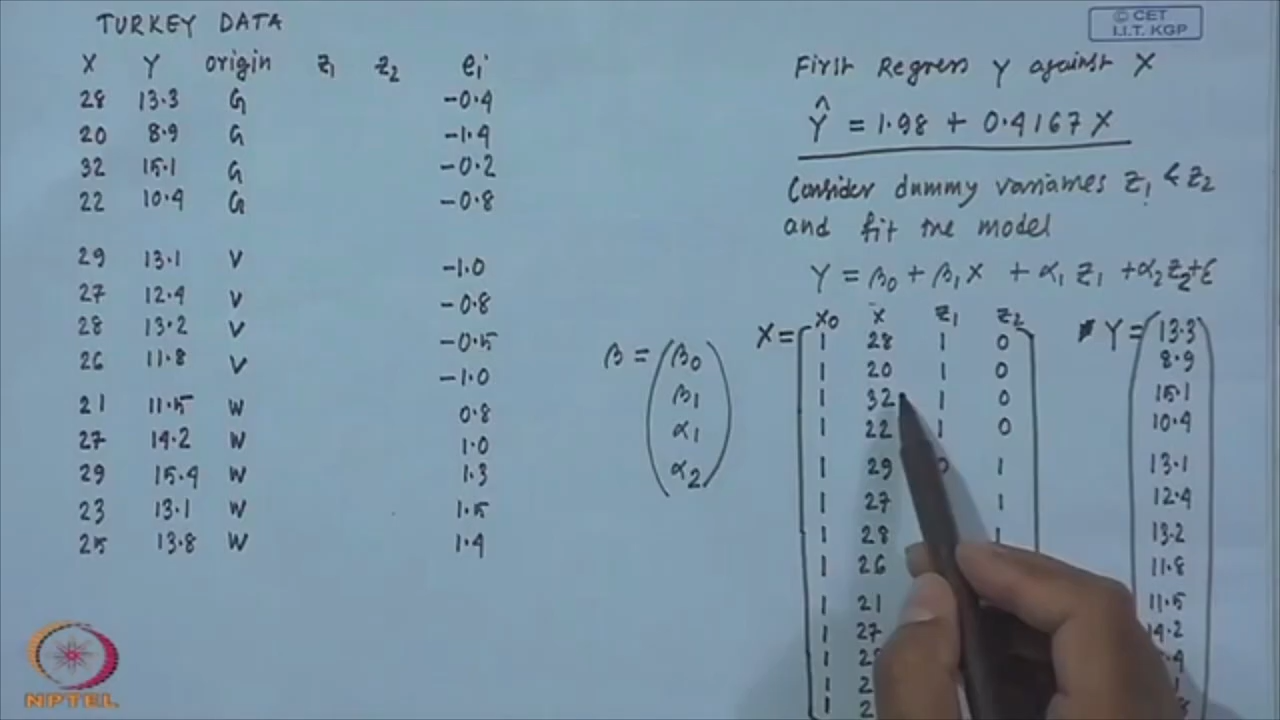 TURKEY DATA
X Y origin z₁ z₂ eᵢ
28 13.3 G -0.4
20 8.9 G -1.4
32 15.1 G -0.2
22 10.4 G -0.8
29 13.1 V -1.0
27 12.4 V -0.8
28 13.2 V -0.5
26 11.8 V -1.0
21 11.5 W 0.8
27 14.2 W 1.0
29 15.4 W 1.3
23 13.1 W 1.5
25 13.8 W 1.4
© CET
I.I.T. KGP
First Regress Y against X
Ŷ = 1.98 + 0.4167 X
Consider dummy variables z₁ & z₂
and fit the model
Y = β₀ + β₁X + α₁ z₁ + α₂z₂+ε
β = (β₀
β₁
α₁
α₂)
x₀ x z₁ z₂
X = [1 28 1 0
1 20 1 0
1 32 1 0
1 22 1 0
1 29 0 1
1 27 1
1 28 1
1 26
1 21
1 27
1 2
1 2
1 2
Y = (13.3
8.9
15.1
10.4
13.1
12.4
13.2
11.8
11.5
14.2
NPTEL